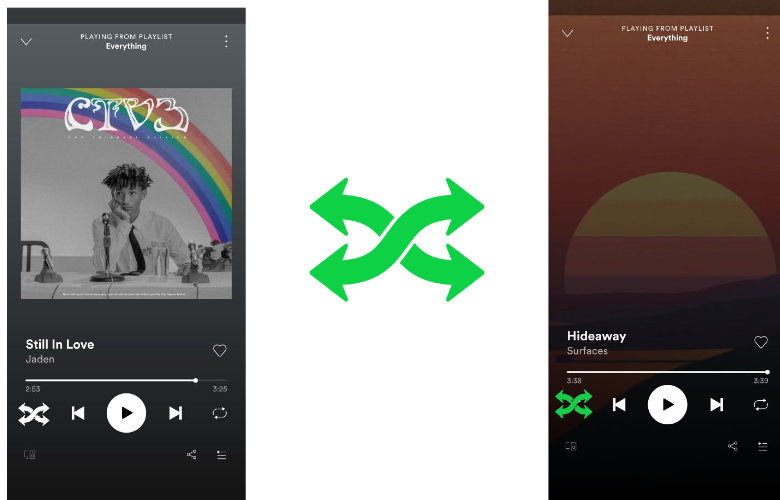 PLAYING FROM PLAYLIST
Everything
CTV3
Still In Love
Jaden
2:53
3:25
PLAYING FROM PLAYLIST
Everything
Hideaway
Surfaces
3:38
3:39